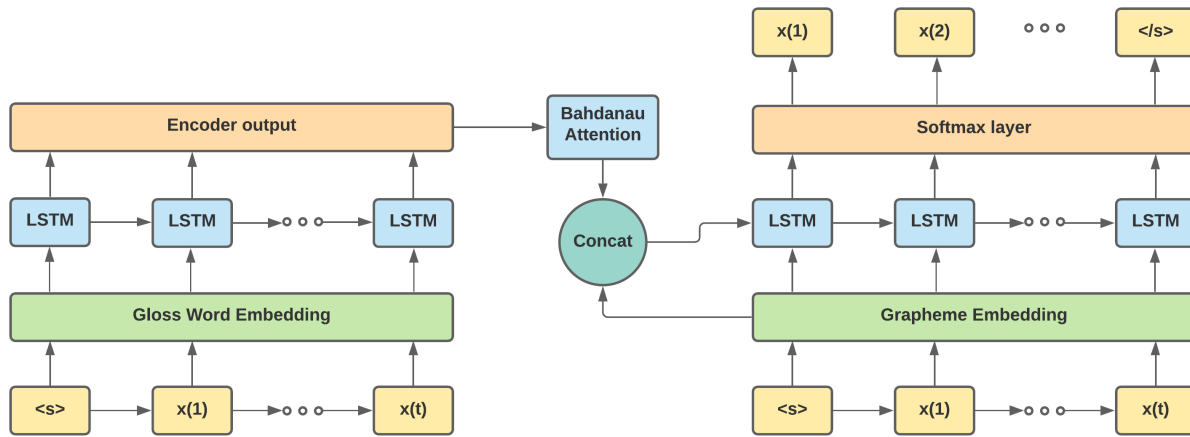 x(1)
x(2)
</s>
Encoder output
Bahdanau
Attention
Softmax layer
LSTM
LSTM
LSTM
Concat
LSTM
LSTM
LSTM
Gloss Word Embedding
Grapheme Embedding
<s>
x(1)
x(t)
<s>
x(1)
x(t)